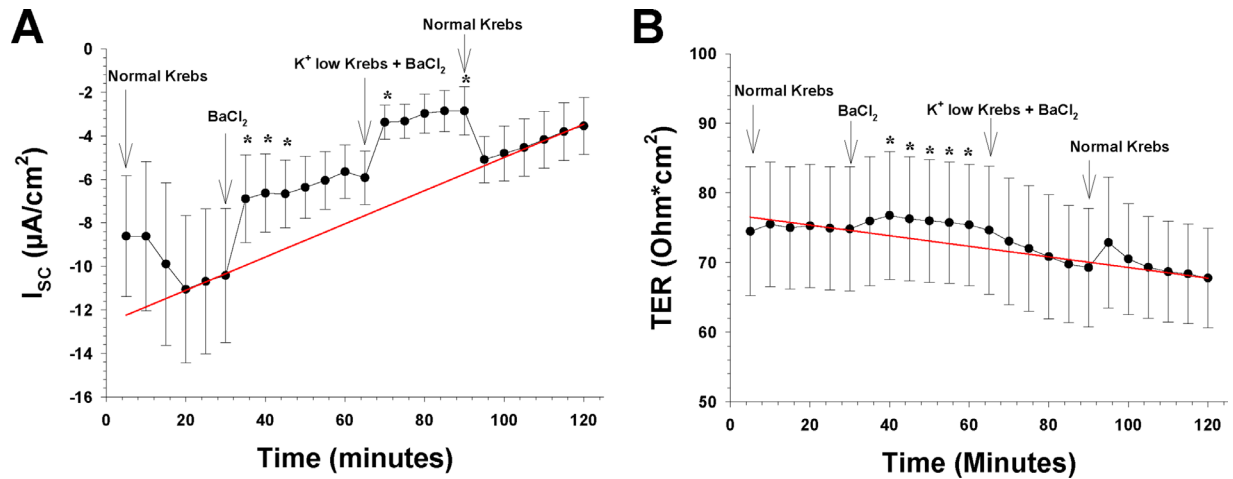 A
Normal Krebs
BaCl2
K+ low Krebs + BaCl2
Normal Krebs
* * * * *
0
-2
-4
-6
-8
-10
-12
-14
-16
ISC (µA/cm2)
0 20 40 60 80 100 120
Time (minutes)
B
Normal Krebs
BaCl2
K+ low Krebs + BaCl2
Normal Krebs
* * * * *
100
90
80
70
60
50
TER (Ohm*cm2)
0 20 40 60 80 100 120
Time (Minutes)